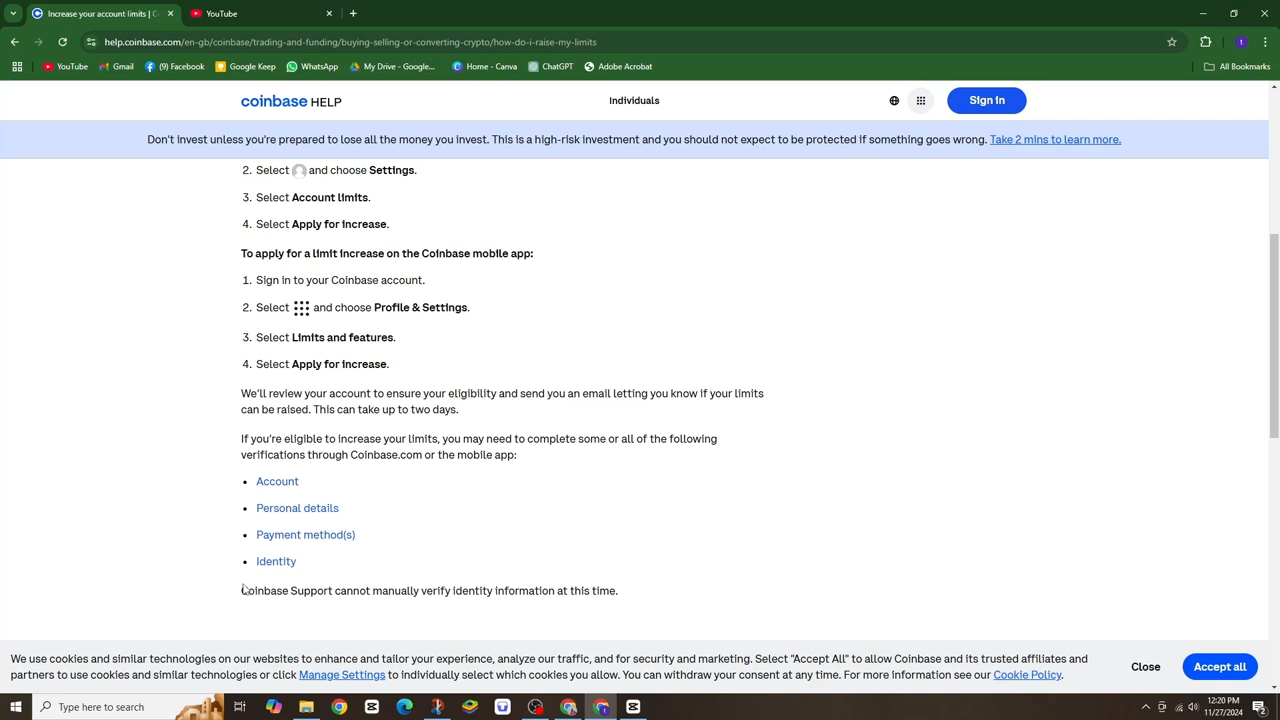 Increase your account limits | C
YouTube
help.coinbase.com/en-gb/coinbase/trading-and-funding/buying-selling-or-converting-crypto/how-do-i-raise-my-limits
YouTube Gmail (9) Facebook Google Keep WhatsApp My Drive - Google... Home - Canva ChatGPT Adobe Acrobat All Bookmarks
coinbase HELP
Individuals
Sign in
Don't invest unless you're prepared to lose all the money you invest. This is a high-risk investment and you should not expect to be protected if something goes wrong. Take 2 mins to learn more.
2. Select and choose Settings.
3. Select Account limits.
4. Select Apply for increase.
To apply for a limit increase on the Coinbase mobile app:
1. Sign in to your Coinbase account.
2. Select and choose Profile & Settings.
3. Select Limits and features.
4. Select Apply for increase.
We'll review your account to ensure your eligibility and send you an email letting you know if your limits
can be raised. This can take up to two days.
If you're eligible to increase your limits, you may need to complete some or all of the following
verifications through Coinbase.com or the mobile app:
• Account
• Personal details
• Payment method(s)
• Identity
Coinbase Support cannot manually verify identity information at this time.
We use cookies and similar technologies on our websites to enhance and tailor your experience, analyze our traffic, and for security and marketing. Select "Accept All" to allow Coinbase and its trusted affiliates and
partners to use cookies and similar technologies or click Manage Settings to individually select which cookies you allow. You can withdraw your consent at any time. For more information see our Cookie Policy.
Close
Accept all
Type here to search
12:20 PM
11/27/2024
2